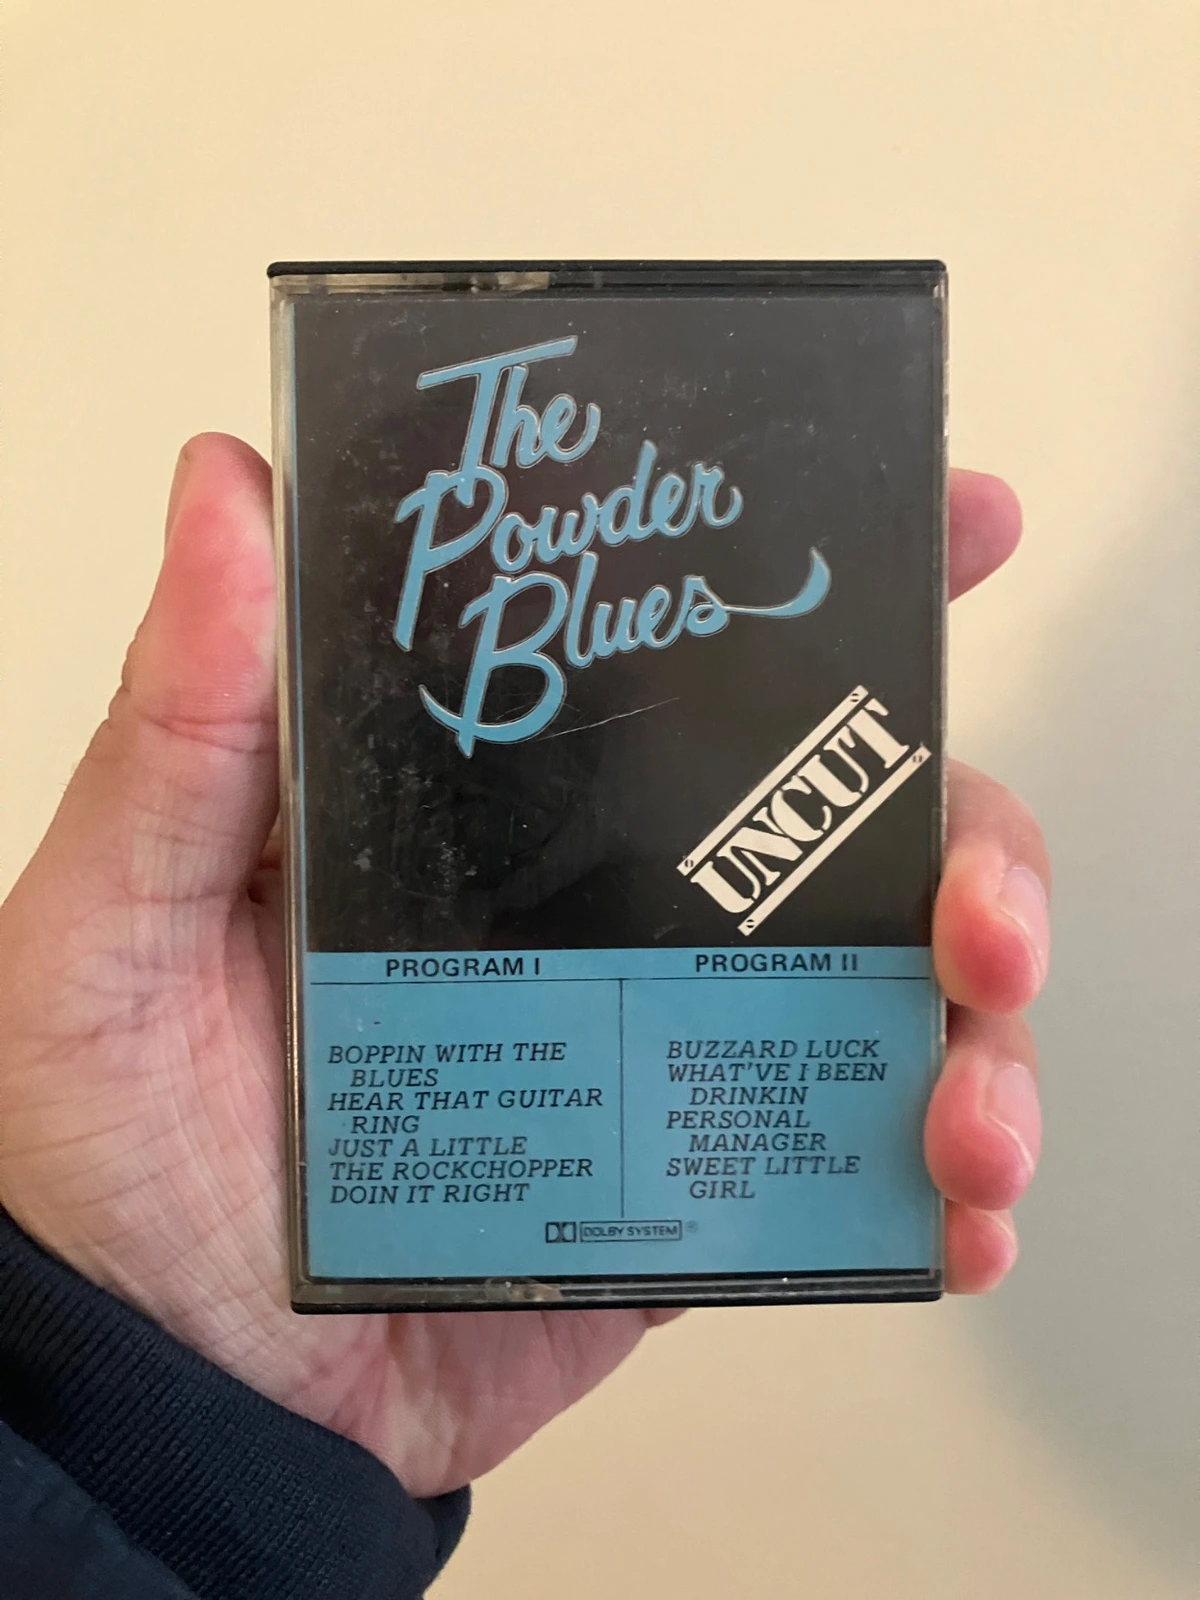 The
Powder
Blues
UNCUT
PROGRAM I
BOPPIN WITH THE
BLUES
HEAR THAT GUITAR
RING
JUST A LITTLE
THE ROCKCHOPPER
DOIN IT RIGHT
PROGRAM II
BUZZARD LUCK
WHAT'VE I BEEN
DRINKIN
PERSONAL
MANAGER
SWEET LITTLE
GIRL
DOLBY SYSTEM ®